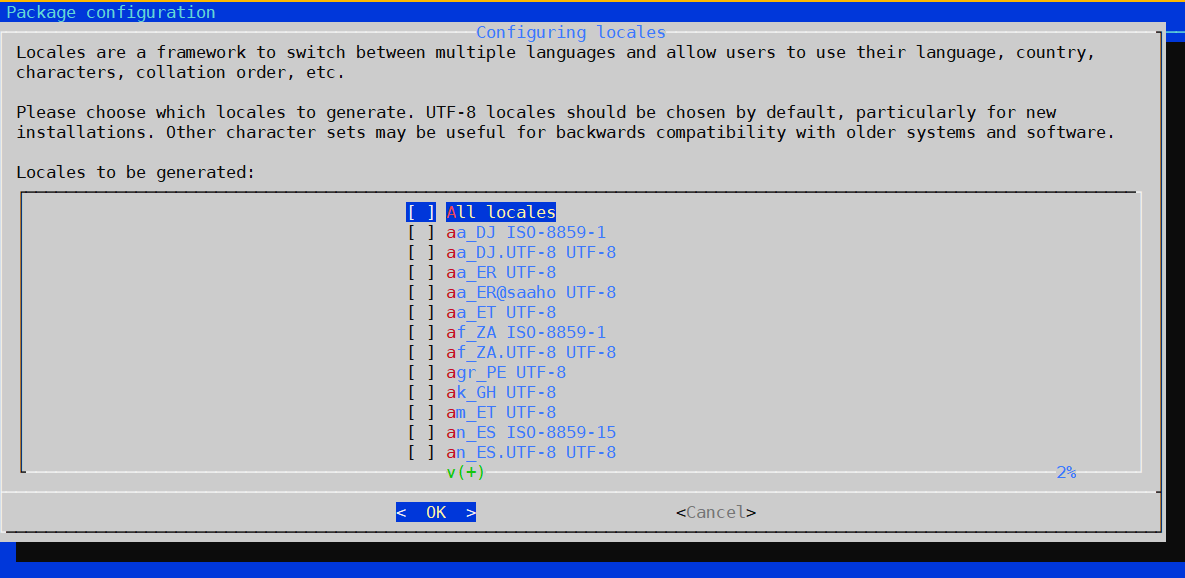 Package configuration
Configuring locales
Locales are a framework to switch between multiple languages and allow users to use their language, country,
characters, collation order, etc.
Please choose which locales to generate. UTF-8 locales should be chosen by default, particularly for new
installations. Other character sets may be useful for backwards compatibility with older systems and software.
Locales to be generated:
[ ] All locales
[ ] aa_DJ ISO-8859-1
[ ] aa_DJ.UTF-8 UTF-8
[ ] aa_ER UTF-8
[ ] aa_ER@saaho UTF-8
[ ] aa_ET UTF-8
[ ] af_ZA ISO-8859-1
[ ] af_ZA.UTF-8 UTF-8
[ ] agr_PE UTF-8
[ ] ak_GH UTF-8
[ ] am_ET UTF-8
[ ] an_ES ISO-8859-15
[ ] an_ES.UTF-8 UTF-8
v(+) 2%
< OK > <Cancel>